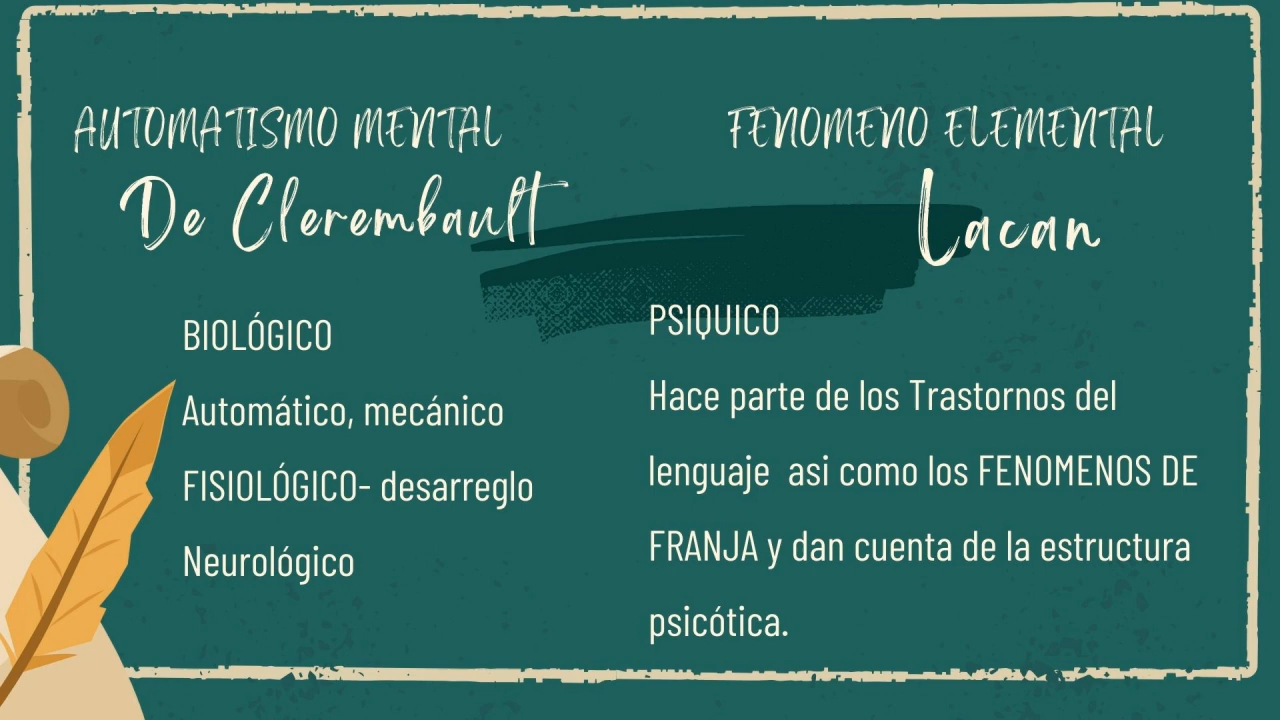 AUTOMATISMO MENTAL
De Clerembault
BIOLÓGICO
Automático, mecánico
FISIOLÓGICO- desarreglo
Neurológico
FENOMENO ELEMENTAL
Lacan
PSIQUICO
Hace parte de los Trastornos del
lenguaje asi como los FENOMENOS DE
FRANJA y dan cuenta de la estructura
psicótica.